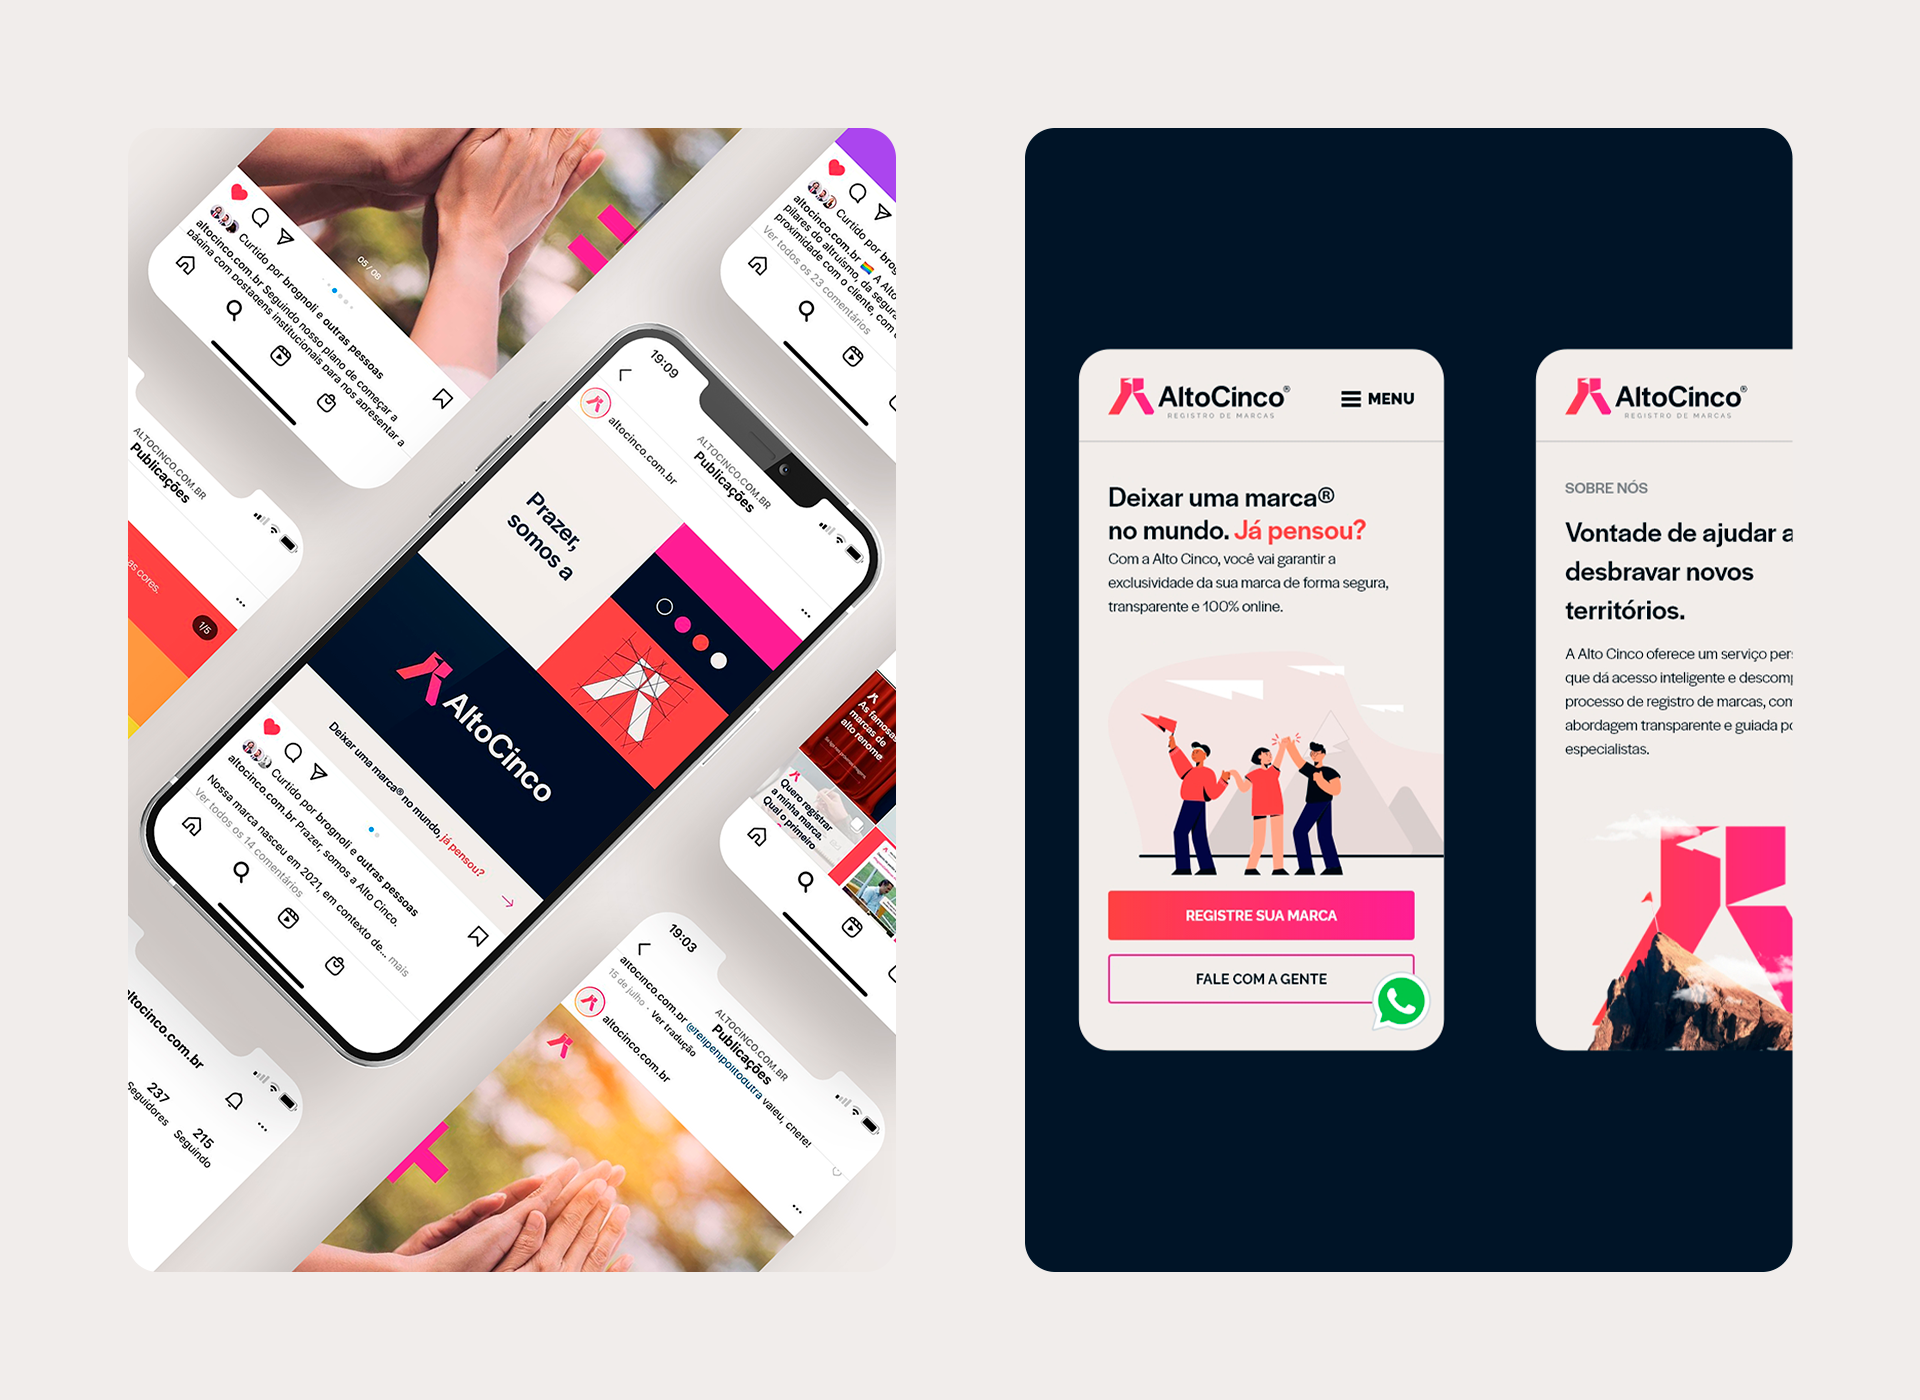 Curtido por brognoli e outras pessoas
altocinco.com.br Seguindo nosso plano de começar a
página com postagens institucionais para nos apresentar a
05 / 08
Curtido por brog
altocinco.com.br 🏳️‍🌈 A Alto
pilares do altruísmo, da segura
proximidade com o cliente, com
Ver todos os 23 comentários
ALTOCINCO.COM.BR
Publicações
as cores.
1/5
19:09
ALTOCINCO.COM.BR
Publicações
altocinco.com.br
Prazer,
somos a
AltoCinco
Deixar uma marca® no mundo, já pensou?
Curtido por brognoli e outras pessoas
altocinco.com.br Prazer, somos a Alto Cinco.
Nossa marca nasceu em 2021, em contexto de... mais
Ver todos os 14 comentários
As famosas
marcas de
alto renome
Quero registrar
a minha marca.
Qual o primeiro
altocinco.com.br
237
Seguidores
215
Seguindo
19:03
ALTOCINCO.COM.BR
Publicações
altocinco.com.br @felipenipolitodutra valeu, chefe!
15 de julho · Ver tradução
altocinco.com.br
AltoCinco®
REGISTRO DE MARCAS
MENU
Deixar uma marca®
no mundo. Já pensou?
Com a Alto Cinco, você vai garantir a
exclusividade da sua marca de forma segura,
transparente e 100% online.
REGISTRE SUA MARCA
FALE COM A GENTE
AltoCinco®
REGISTRO DE MARCAS
SOBRE NÓS
Vontade de ajudar a
desbravar novos
territórios.
A Alto Cinco oferece um serviço pers
que dá acesso inteligente e descomp
processo de registro de marcas, com
abordagem transparente e guiada po
especialistas.